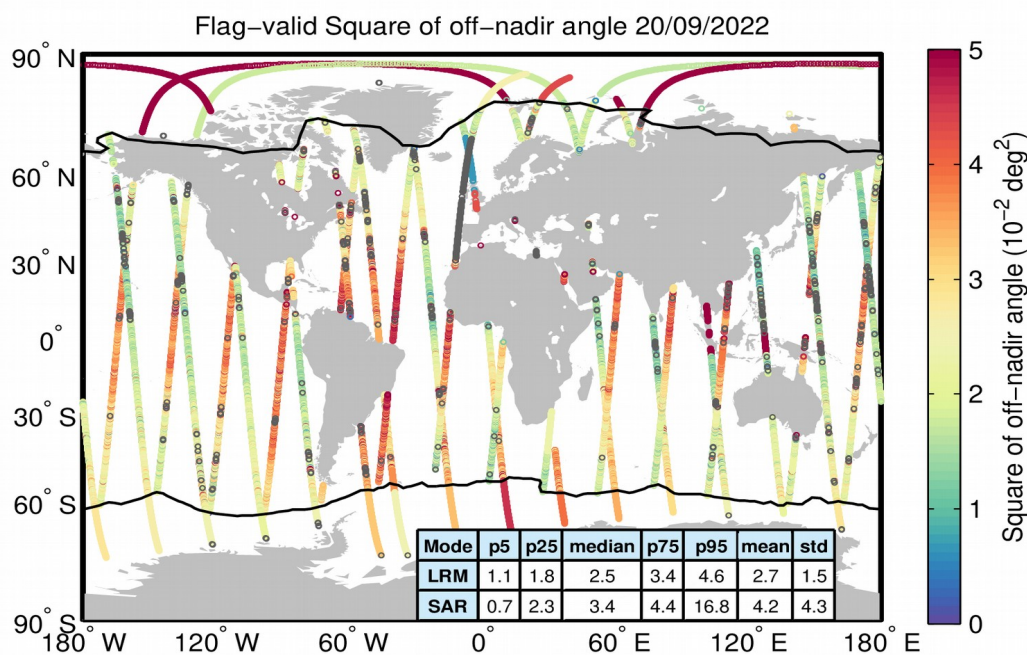 Flag−valid Square of off−nadir angle 20/09/2022
90° N
60° N
30° N
0°
30° S
60° S
90° S
180° W
120° W
60° W
0°
60° E
120° E
180° E
5
4
3
2
1
0
Square of off−nadir angle (10⁻² deg²)
Mode p5 p25 median p75 p95 mean std
LRM 1.1 1.8 2.5 3.4 4.6 2.7 1.5
SAR 0.7 2.3 3.4 4.4 16.8 4.2 4.3